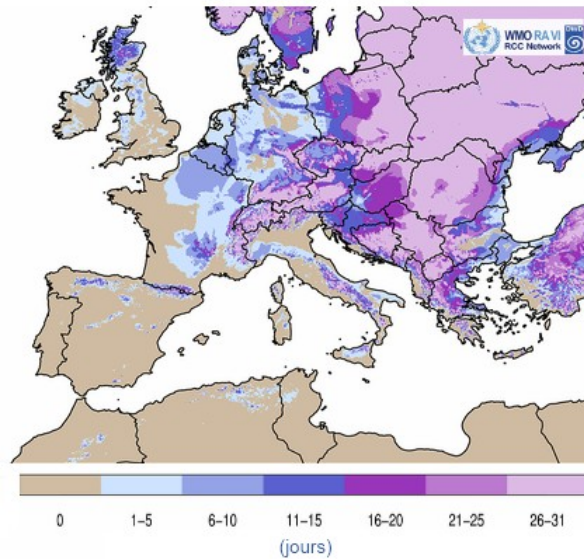 WMO RA VI
RCC Network
DWD
0 1–5 6–10 11–15 16–20 21–25 26–31
(jours)